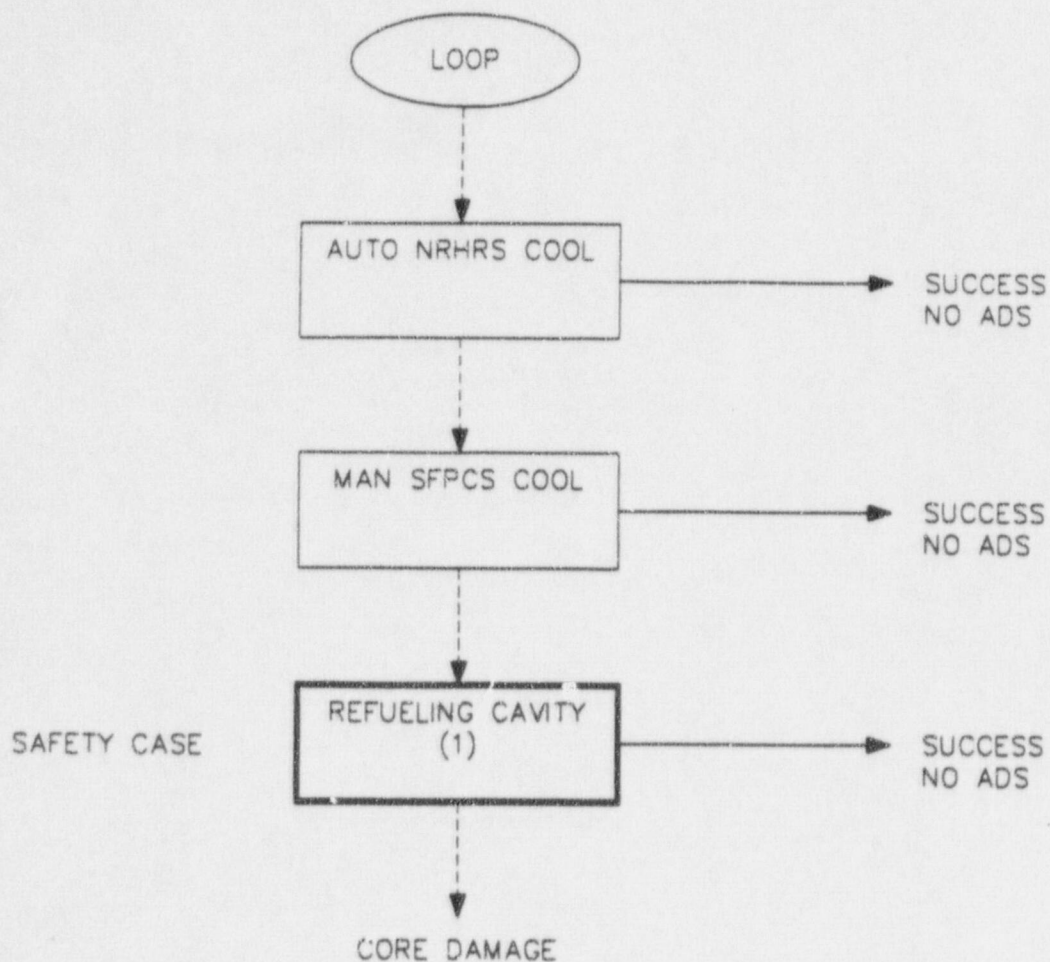 LOOP
AUTO NRHRS COOL
SUCCESS
NO ADS
MAN SFPCS COOL
SUCCESS
NO ADS
SAFETY CASE
REFUELING CAVITY
(1)
SUCCESS
NO ADS
CORE DAMAGE